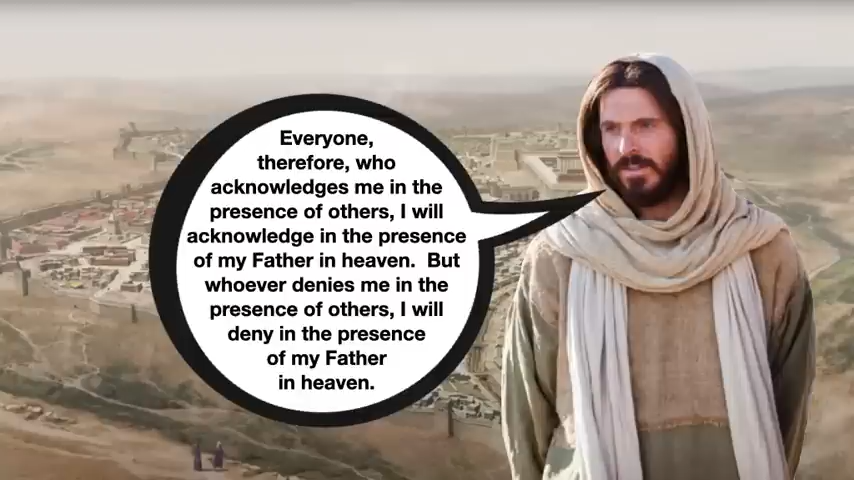 Everyone,
therefore, who
acknowledges me in the
presence of others, I will
acknowledge in the presence
of my Father in heaven.  But
whoever denies me in the
presence of others, I will
deny in the presence
of my Father
in heaven.